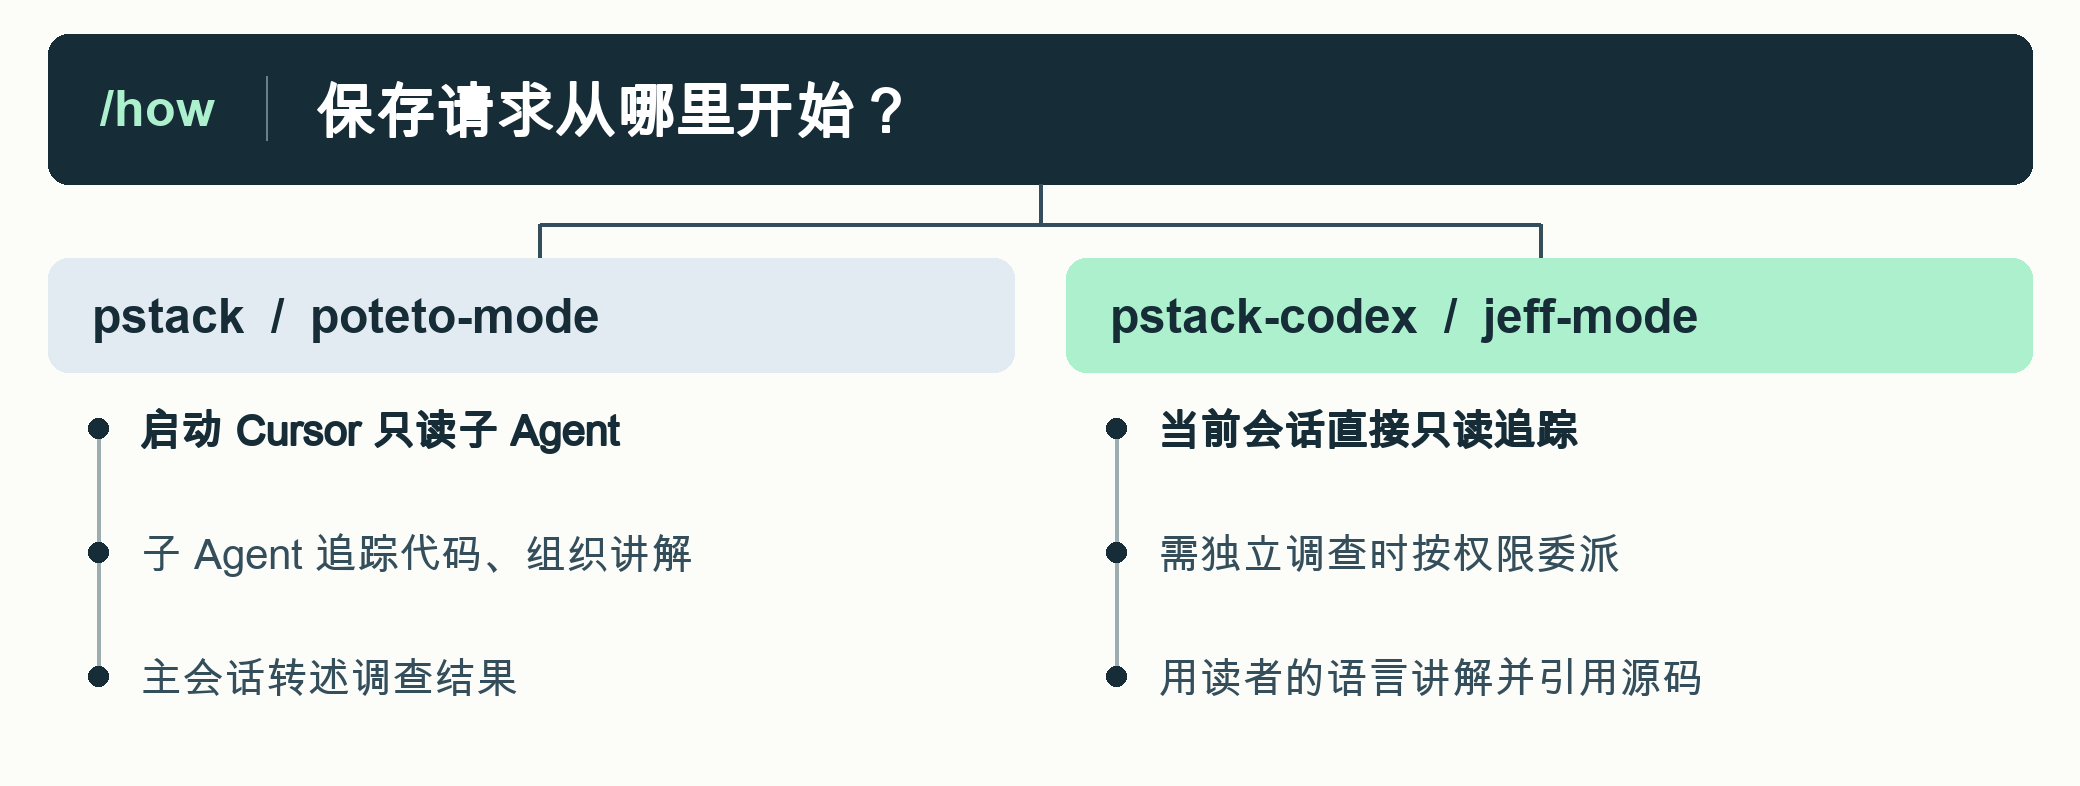 /how 保存请求从哪里开始？
pstack / poteto-mode
启动 Cursor 只读子 Agent
子 Agent 追踪代码、组织讲解
主会话转述调查结果
pstack-codex / jeff-mode
当前会话直接只读追踪
需独立调查时按权限委派
用读者的语言讲解并引用源码